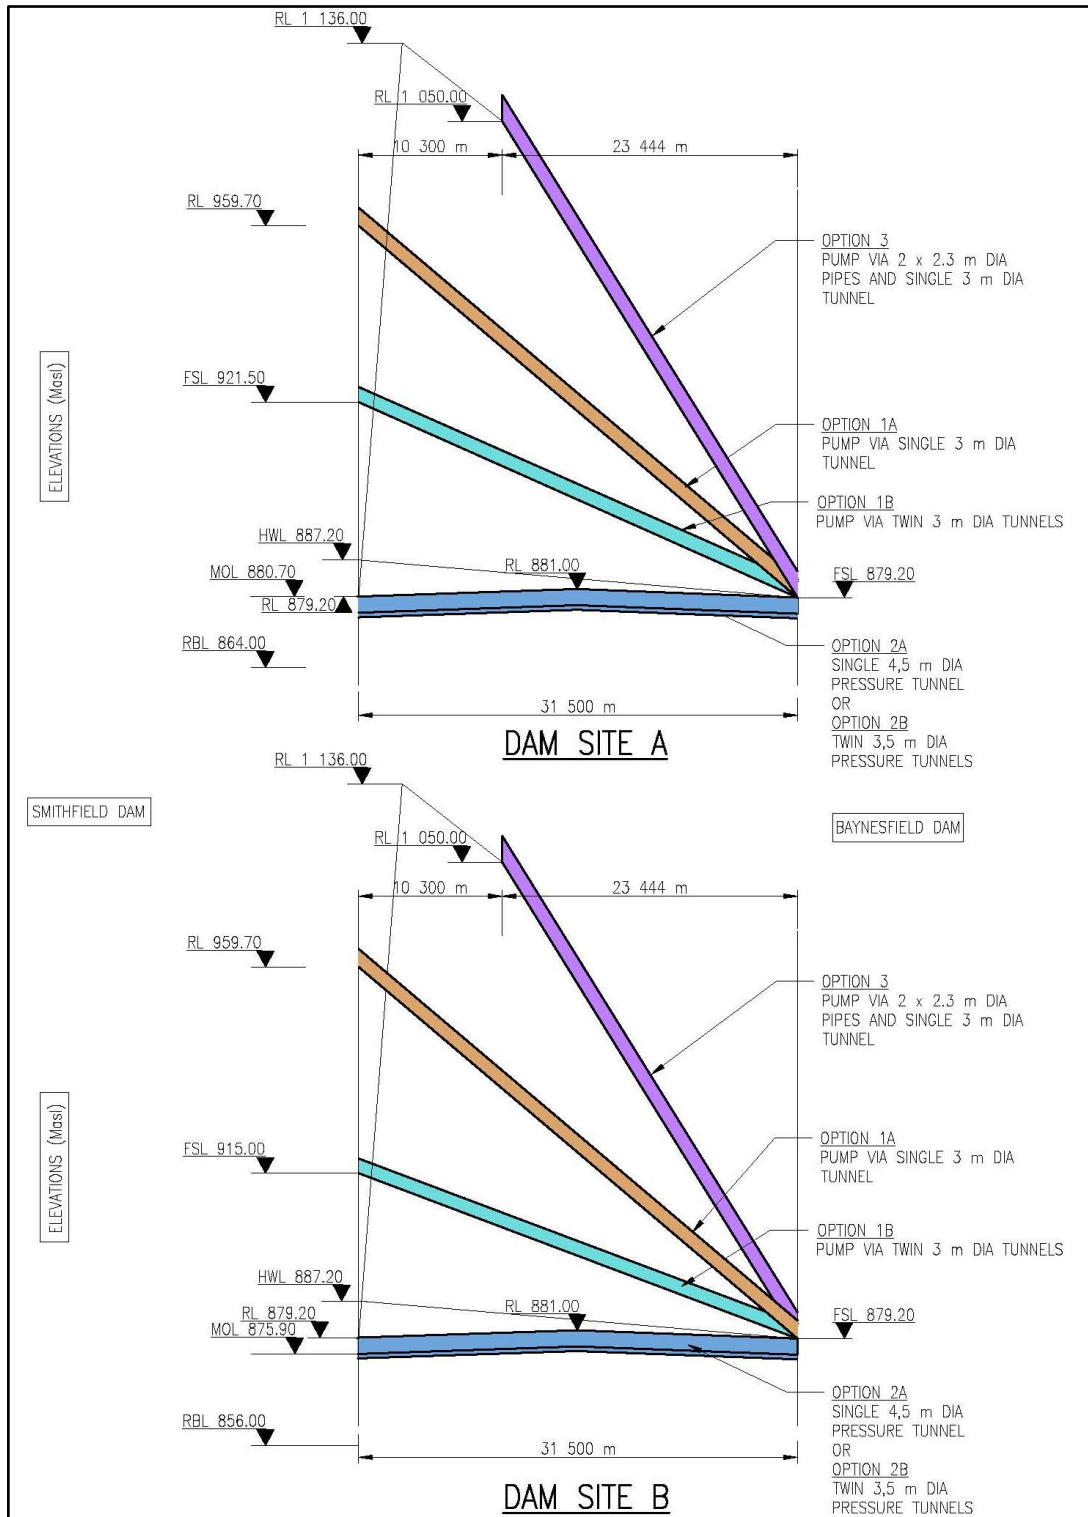 RL 1 136.00
RL 1 050.00
10 300 m
23 444 m
RL 959.70
OPTION 3
PUMP VIA 2 x 2.3 m DIA
PIPES AND SINGLE 3 m DIA
TUNNEL
ELEVATIONS (Masl)
FSL 921.50
OPTION 1A
PUMP VIA SINGLE 3 m DIA
TUNNEL
OPTION 1B
PUMP VIA TWIN 3 m DIA TUNNELS
HWL 887.20
RL 881.00
MOL 880.70
FSL 879.20
RL 879.20
RBL 864.00
OPTION 2A
SINGLE 4,5 m DIA
PRESSURE TUNNEL
OR
OPTION 2B
TWIN 3,5 m DIA
PRESSURE TUNNELS
31 500 m
DAM SITE A
RL 1 136.00
SMITHFIELD DAM
BAYNESFIELD DAM
RL 1 050.00
10 300 m
23 444 m
RL 959.70
OPTION 3
PUMP VIA 2 x 2.3 m DIA
PIPES AND SINGLE 3 m DIA
TUNNEL
ELEVATIONS (Masl)
FSL 915.00
OPTION 1A
PUMP VIA SINGLE 3 m DIA
TUNNEL
OPTION 1B
PUMP VIA TWIN 3 m DIA TUNNELS
HWL 887.20
RL 881.00
RL 879.20
FSL 879.20
MOL 875.90
RBL 856.00
OPTION 2A
SINGLE 4,5 m DIA
PRESSURE TUNNEL
OR
OPTION 2B
TWIN 3,5 m DIA
PRESSURE TUNNELS
31 500 m
DAM SITE B